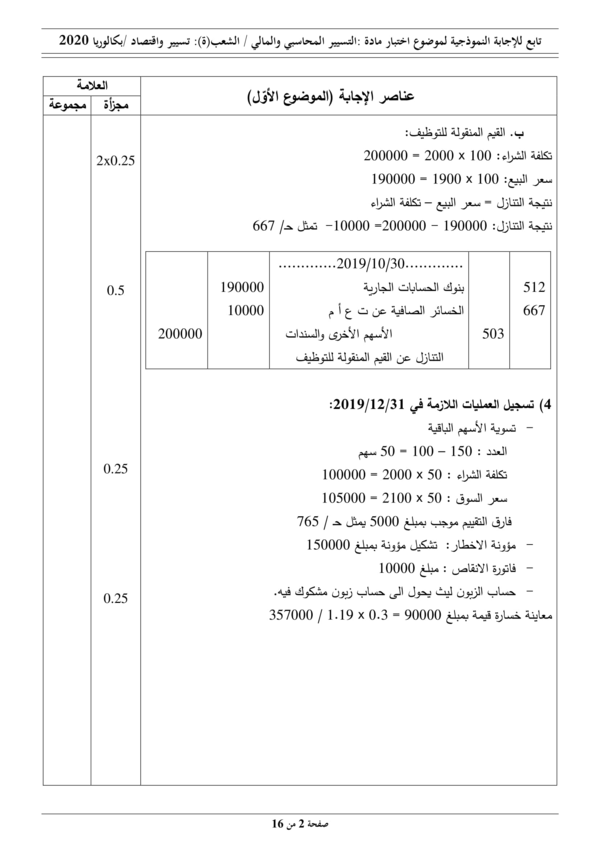 تابع للإجابة النموذجية لموضوع اختبار مادة :التسيير المحاسبي والمالي / الشعب(ة): تسيير واقتصاد /بكالوريا 2020
العلامة
عناصر الإجابة (الموضوع الأوّل)
مجزأة مجموعة
ب. القيم المنقولة للتوظيف:
تكلفة الشراء: 100 × 2000 = 200000
2x0.25
سعر البيع: 100 × 1900 = 190000
نتيجة التنازل = سعر البيع – تكلفة الشراء
نتيجة التنازل: 190000 – 200000= 10000– تمثل حـ/ 667
.............2019/10/30.............
512 بنوك الحسابات الجارية 190000
0.5
667 الخسائر الصافية عن ت ع أ م 10000
503 الأسهم الأخرى والسندات 200000
التنازل عن القيم المنقولة للتوظيف
4) تسجيل العمليات اللازمة في 2019/12/31:
– تسوية الأسهم الباقية
العدد : 150 – 100 = 50 سهم
تكلفة الشراء : 50 × 2000 = 100000
0.25
سعر السوق : 50 × 2100 = 105000
فارق التقييم موجب بمبلغ 5000 يمثل حـ / 765
– مؤونة الاخطار: تشكيل مؤونة بمبلغ 150000
– فاتورة الانقاص : مبلغ 10000
– حساب الزبون ليث يحول الى حساب زبون مشكوك فيه.
0.25
معاينة خسارة قيمة بمبلغ 90000 = 0.3 × 1.19 / 357000
صفحة 2 من 16